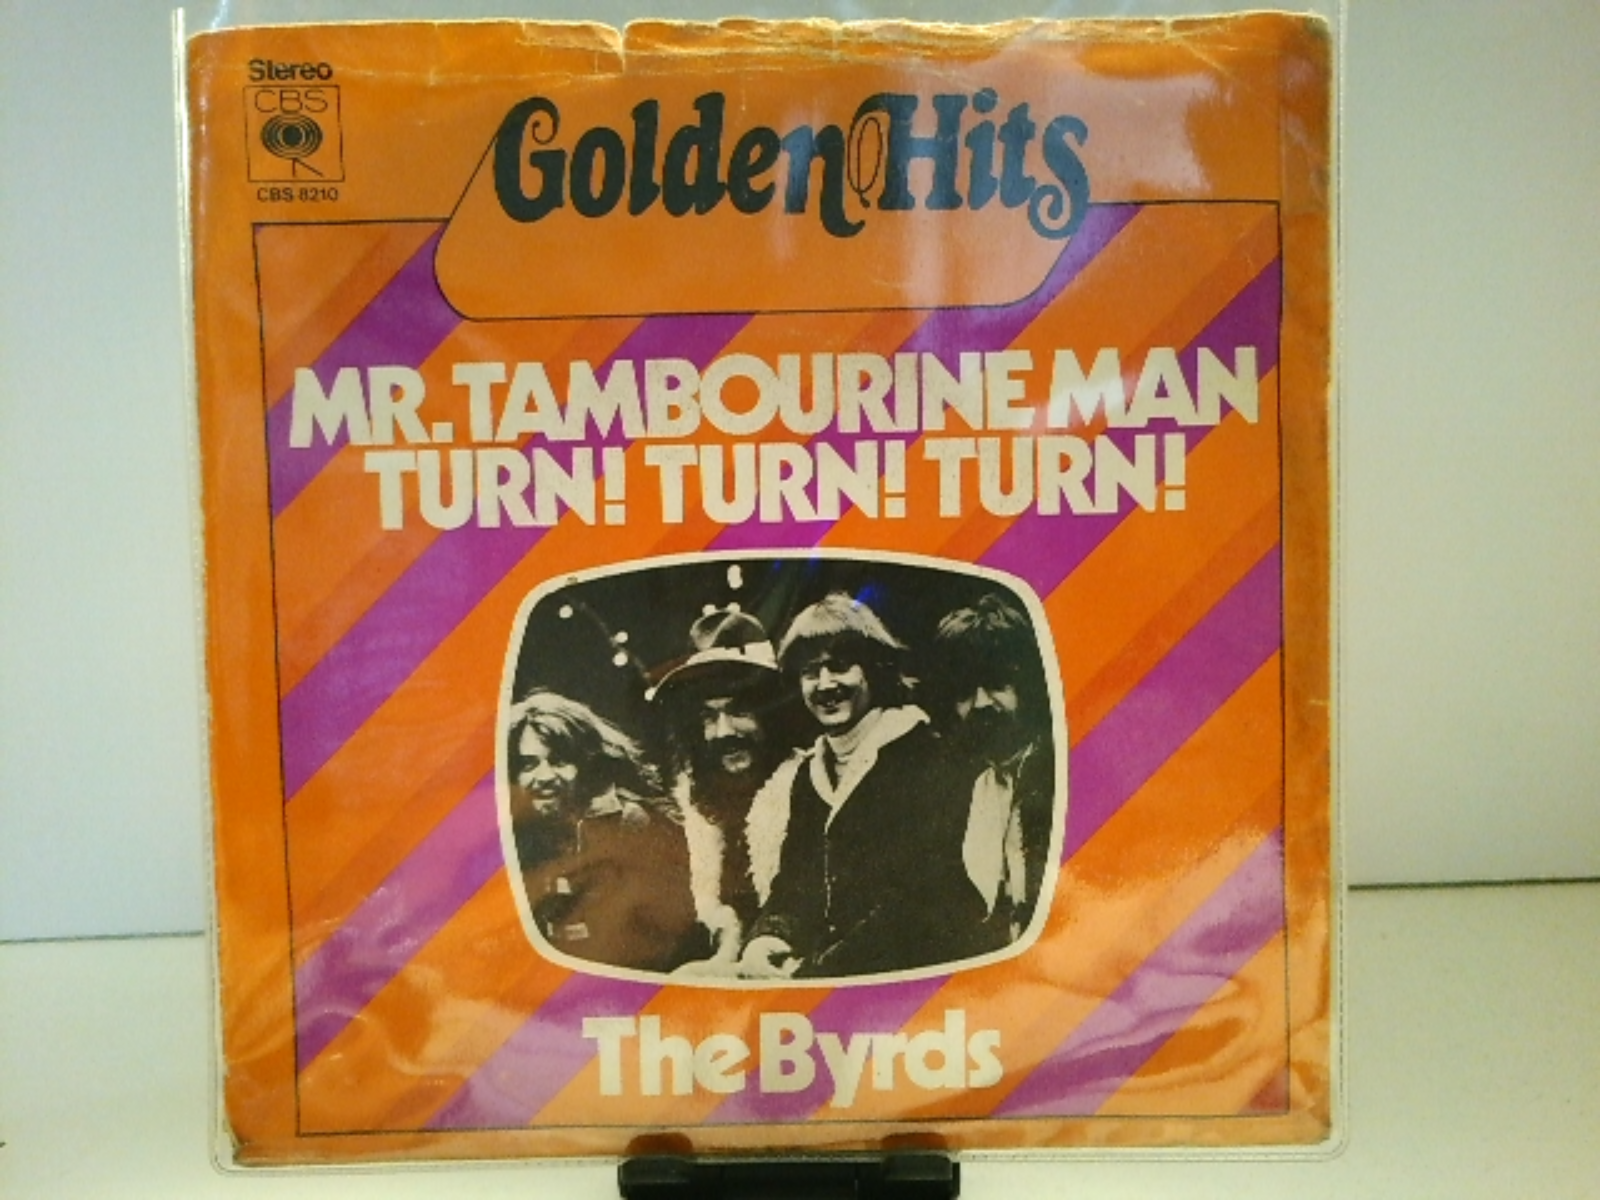 Stereo
CBS
CBS 8210
Golden Hits
MR. TAMBOURINE MAN
TURN! TURN! TURN!
The Byrds